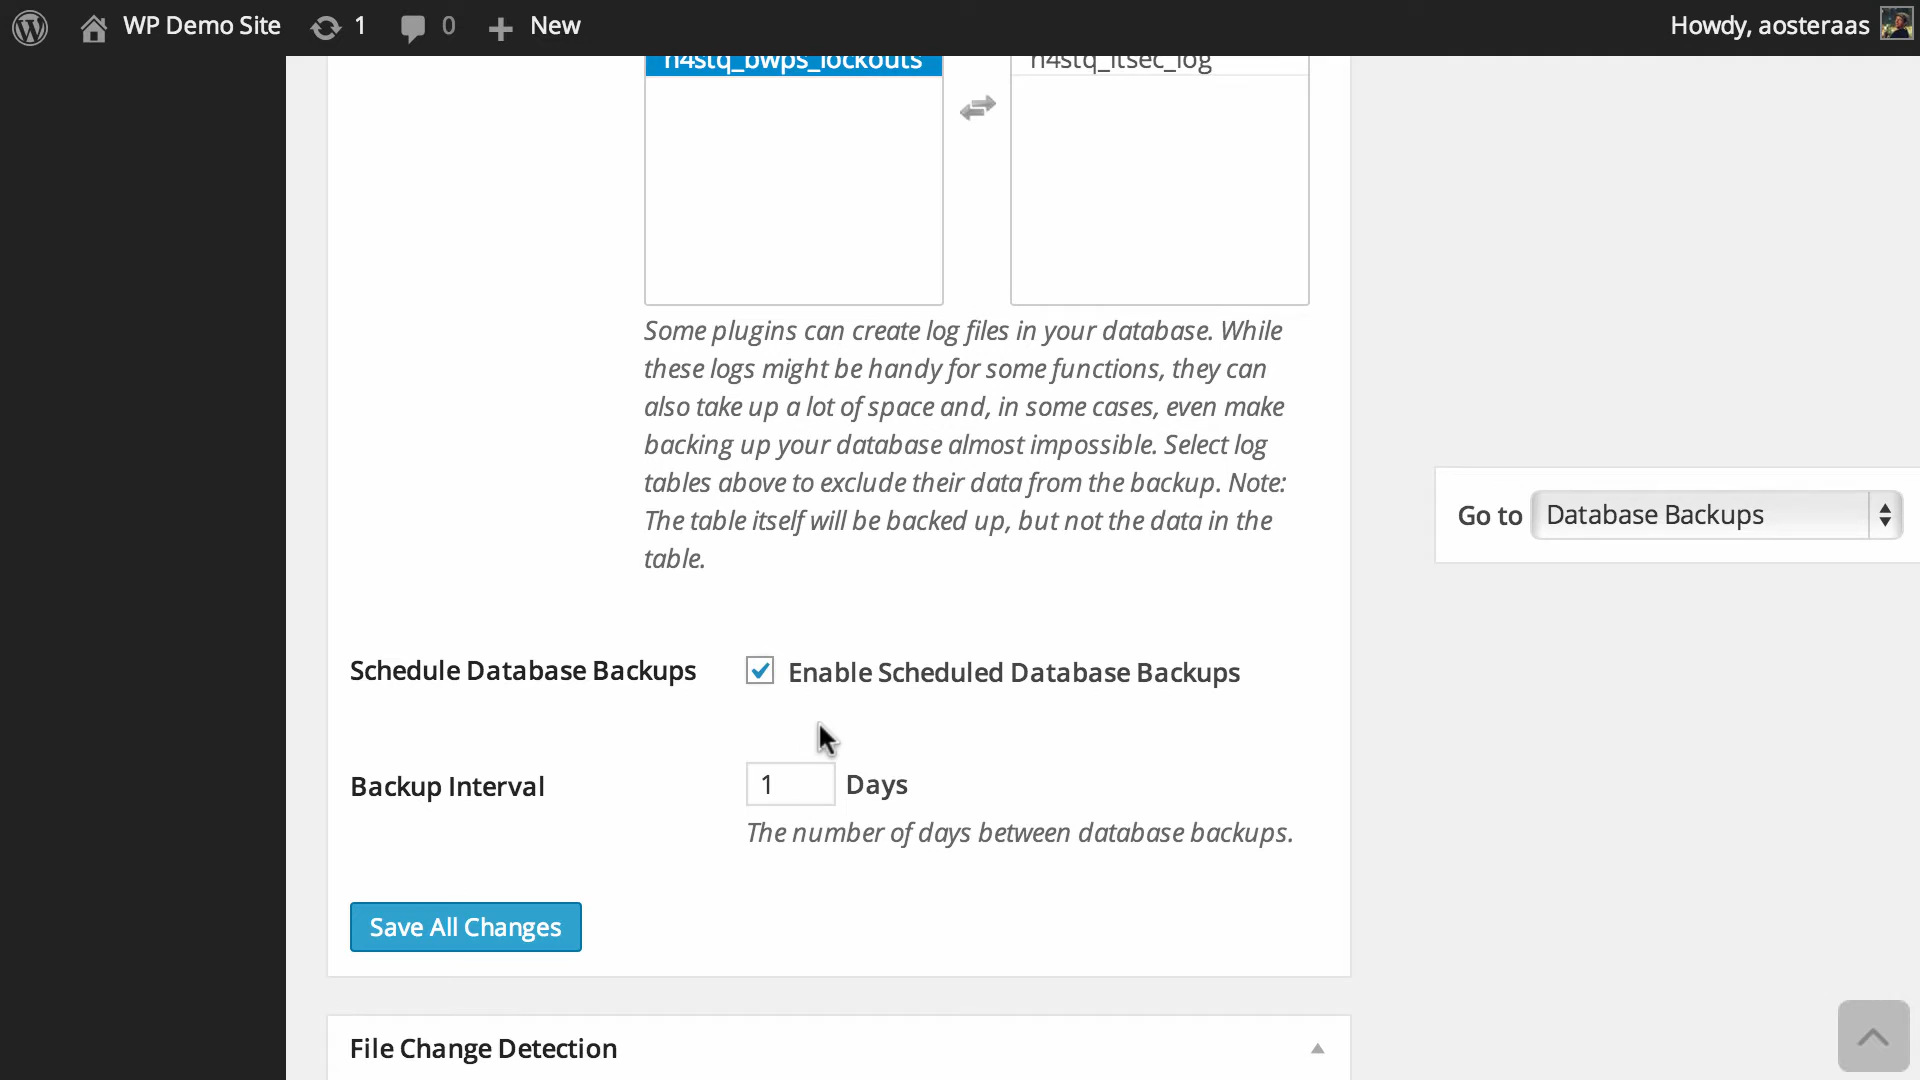 WP Demo Site 1 0 New Howdy, aosteraas
n4stq_bwps_lockouts n4stq_itsec_log
Some plugins can create log files in your database. While
these logs might be handy for some functions, they can
also take up a lot of space and, in some cases, even make
backing up your database almost impossible. Select log
tables above to exclude their data from the backup. Note:
The table itself will be backed up, but not the data in the
table.
Go to Database Backups
Schedule Database Backups Enable Scheduled Database Backups
Backup Interval 1 Days
The number of days between database backups.
Save All Changes
File Change Detection